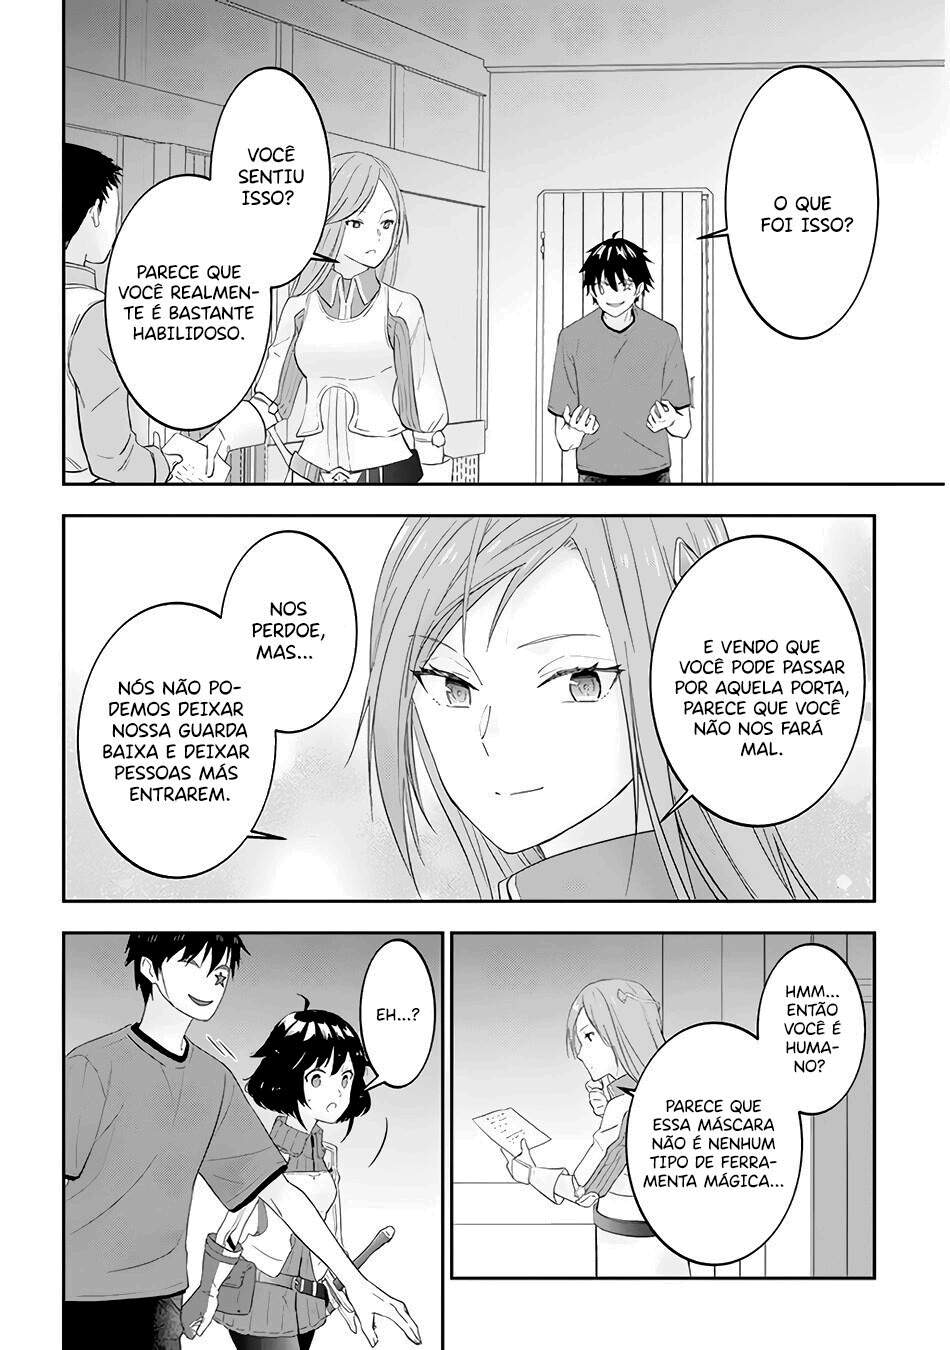 O QUE
FOI ISSO?
VOCÊ
SENTIU
ISSO?
PARECE QUE
VOCÊ REALMEN-
TE É BASTANTE
HABILIDOSO.
E VENDO QUE
VOCÊ PODE PASSAR
POR AQUELA PORTA,
PARECE QUE VOCÊ
NÃO NOS FARÁ
MAL.
NOS
PERDOE,
MAS...
NÓS NÃO PO-
DEMOS DEIXAR
NOSSA GUARDA
BAIXA E DEIXAR
PESSOAS MÁS
ENTRAREM.
HMM...
ENTÃO
VOCÊ É
HUMA-
NO?
PARECE QUE
ESSA MÁSCARA
NÃO É NENHUM
TIPO DE FERRA-
MENTA MÁGICA...
EH...?